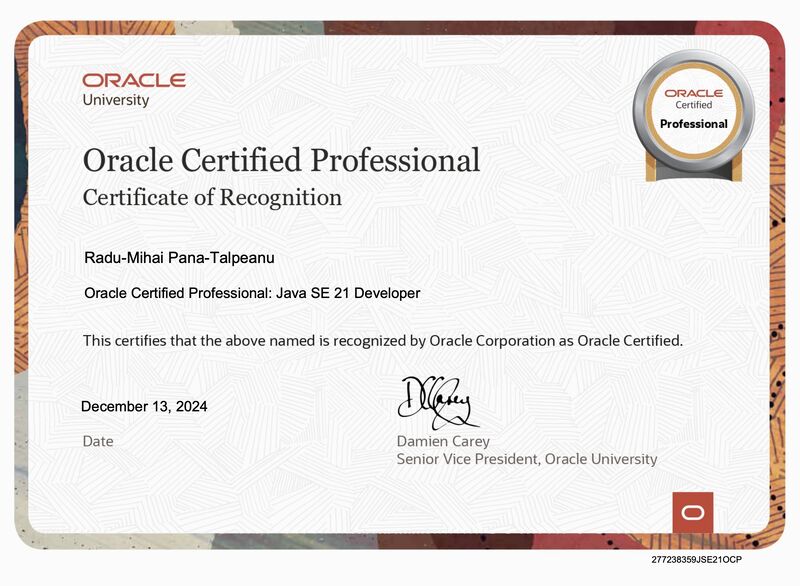 ORACLE
University
ORACLE
Certified
Professional
Oracle Certified Professional
Certificate of Recognition
Radu-Mihai Pana-Talpeanu
Oracle Certified Professional: Java SE 21 Developer
This certifies that the above named is recognized by Oracle Corporation as Oracle Certified.
December 13, 2024
DCarey
Date
Damien Carey
Senior Vice President, Oracle University
277238359JSE21OCP